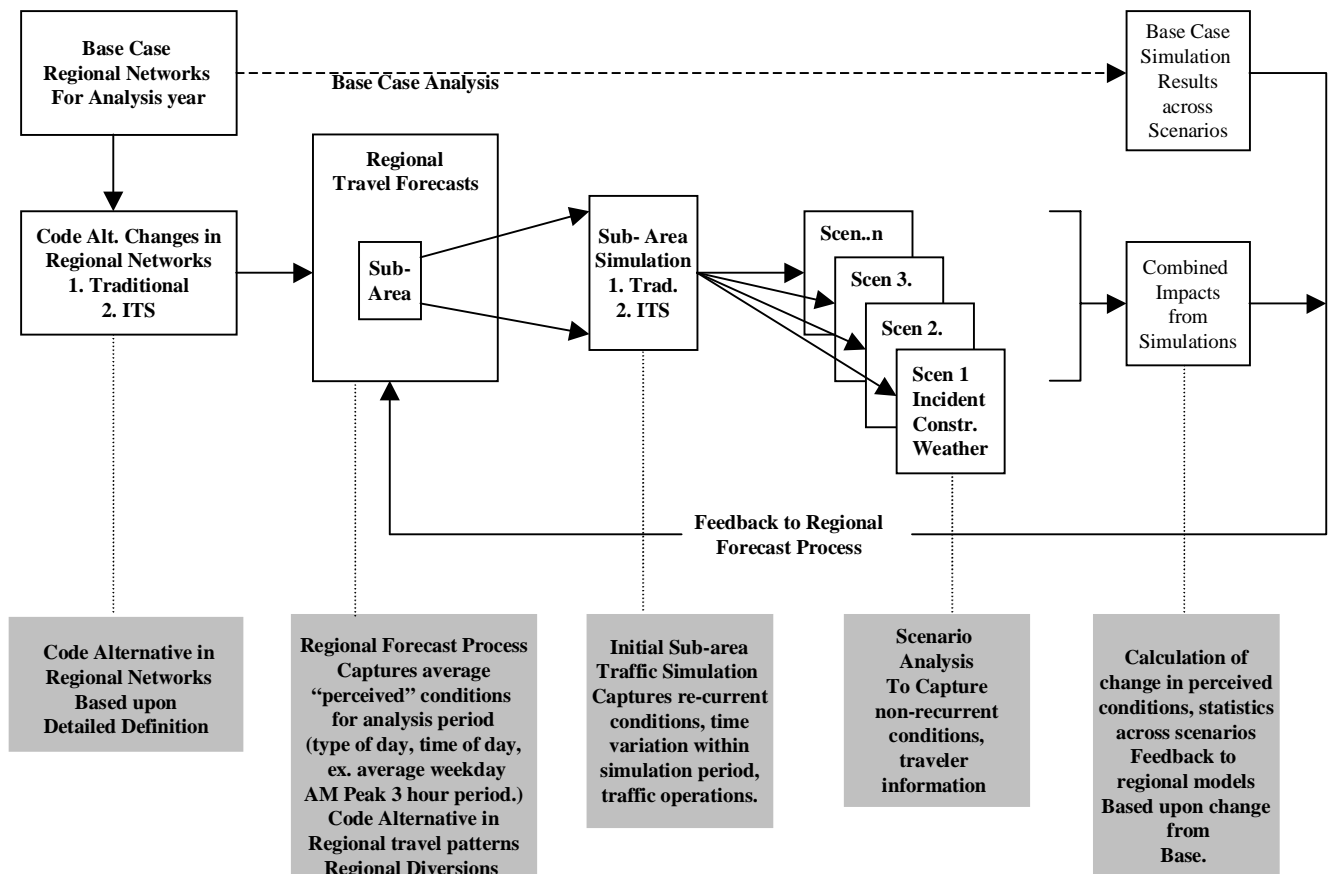 Base Case
Regional Networks
For Analysis year
Base Case Analysis
Base Case
Simulation
Results
across
Scenarios
Code Alt. Changes in
Regional Networks
1. Traditional
2. ITS
Regional
Travel Forecasts
Sub-
Area
Sub- Area
Simulation
1. Trad.
2. ITS
Scen..n
Scen 3.
Scen 2.
Scen 1
Incident
Constr.
Weather
Combined
Impacts
from
Simulations
Feedback to Regional
Forecast Process
Code Alternative in
Regional Networks
Based upon
Detailed Definition
Regional Forecast Process
Captures average
“perceived” conditions
for analysis period
(type of day, time of day,
ex. average weekday
AM Peak 3 hour period.)
Code Alternative in
Regional travel patterns
Regional Diversions
Initial Sub-area
Traffic Simulation
Captures re-current
conditions, time
variation within
simulation period,
traffic operations.
Scenario
Analysis
To Capture
non-recurrent
conditions,
traveler
information
Calculation of
change in perceived
conditions, statistics
across scenarios
Feedback to
regional models
Based upon change
from
Base.